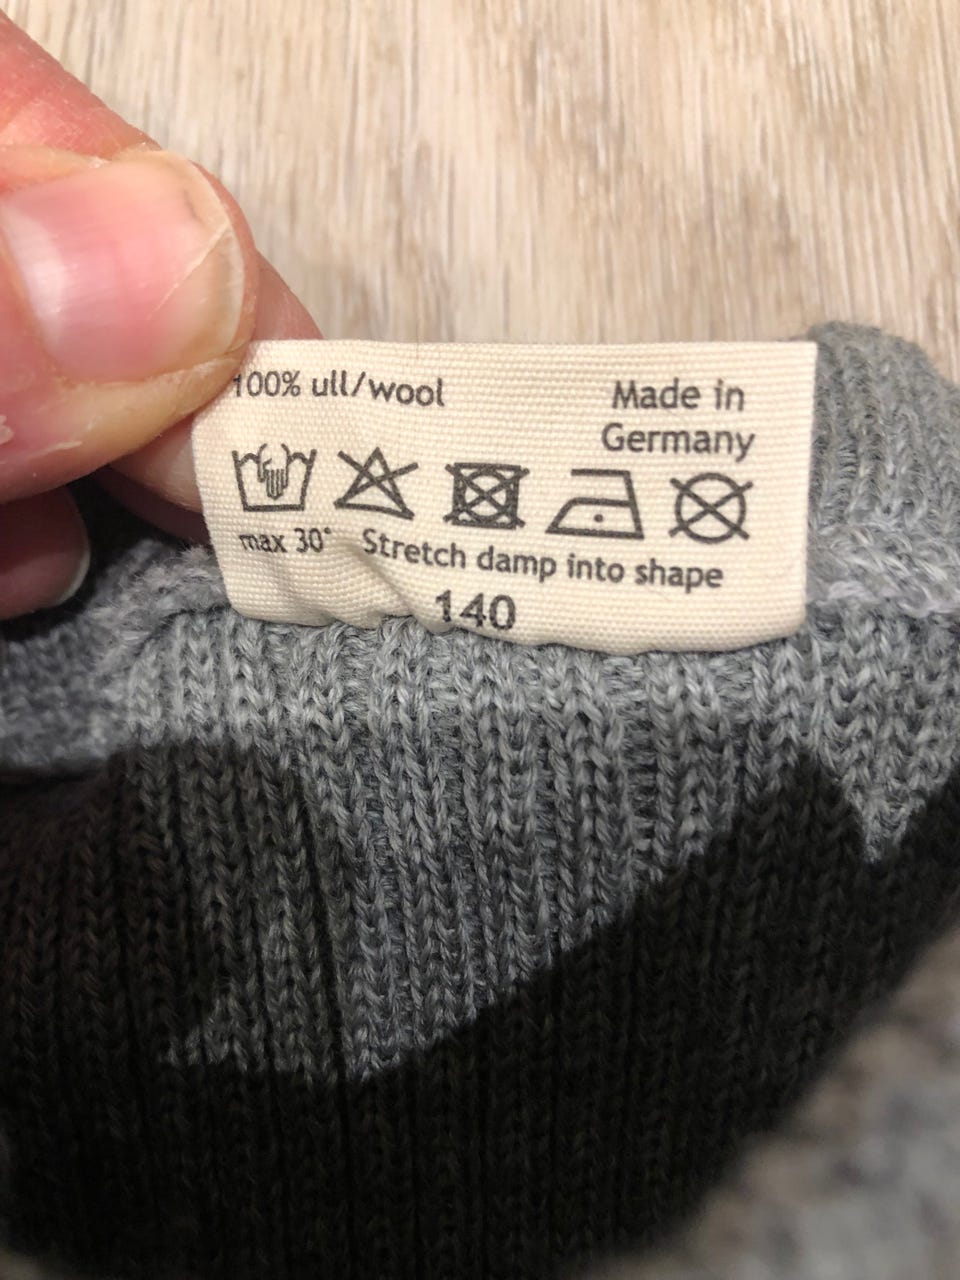 100% ull/wool
Made in
Germany
max 30°
Stretch damp into shape
140